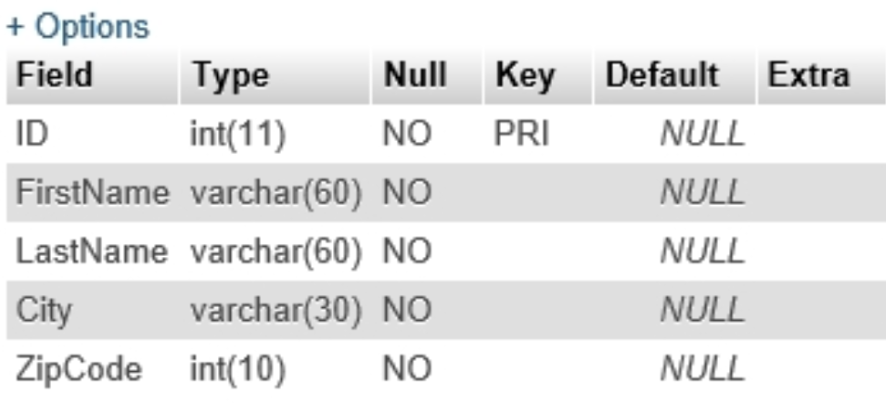 + Options
Field Type Null Key Default Extra
ID int(11) NO PRI NULL
FirstName varchar(60) NO NULL
LastName varchar(60) NO NULL
City varchar(30) NO NULL
ZipCode int(10) NO NULL